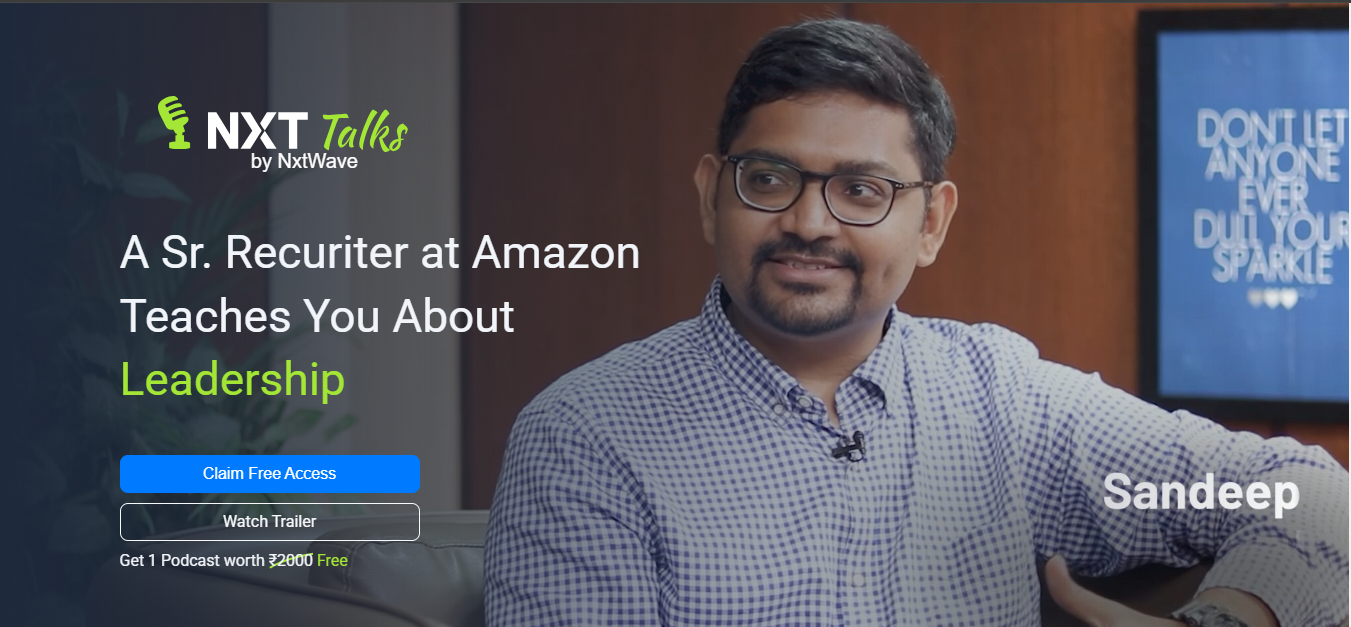 NXT Talks
by NxtWave
A Sr. Recuriter at Amazon
Teaches You About
Leadership
Claim Free Access
Watch Trailer
Get 1 Podcast worth ₹2000 Free
DON'T LET
ANYONE
EVER
DULL YOUR
SPARKLE
Sandeep